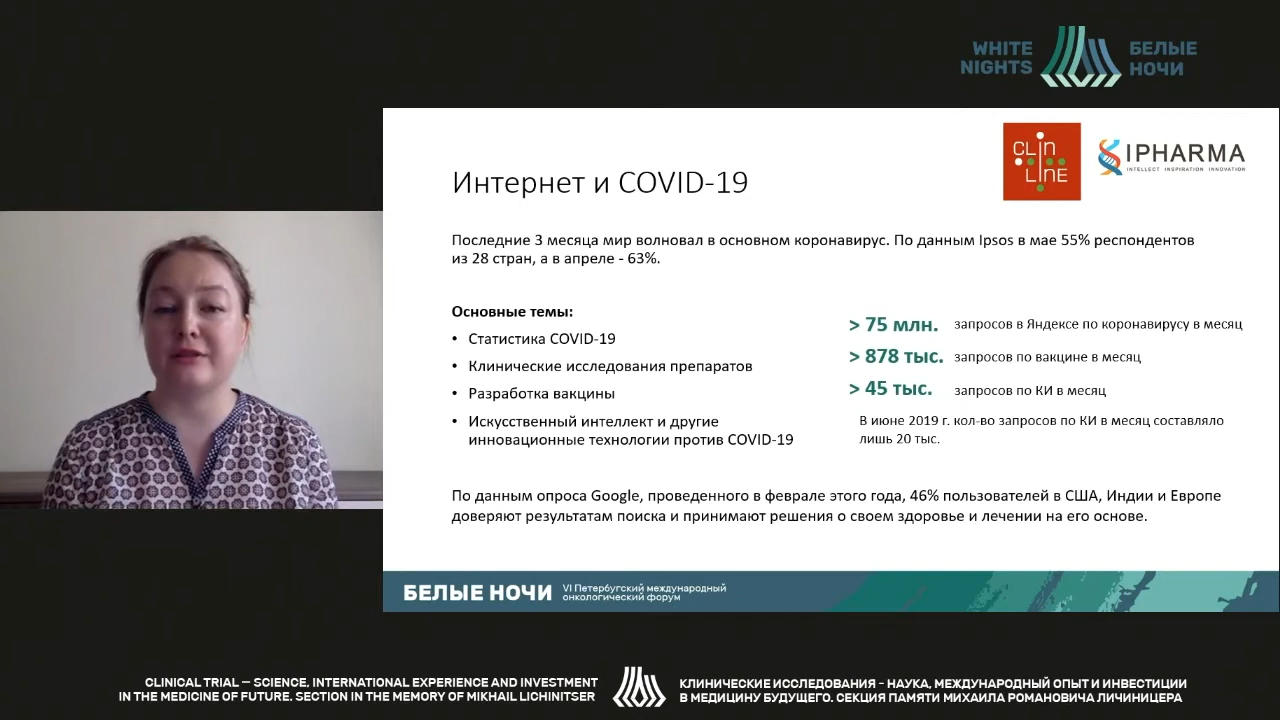 WHITE
NIGHTS
БЕЛЫЕ
НОЧИ
CLIN
LINE
IPHARMA
INTELLECT INSPIRATION INNOVATION
Интернет и COVID-19
Последние 3 месяца мир волновал в основном коронавирус. По данным Ipsos в мае 55% респондентов
из 28 стран, а в апреле - 63%.
Основные темы:
• Статистика COVID-19
• Клинические исследования препаратов
• Разработка вакцины
• Искусственный интеллект и другие
инновационные технологии против COVID-19
> 75 млн. запросов в Яндексе по коронавирусу в месяц
> 878 тыс. запросов по вакцине в месяц
> 45 тыс. запросов по КИ в месяц
В июне 2019 г. кол-во запросов по КИ в месяц составляло
лишь 20 тыс.
По данным опроса Google, проведенного в феврале этого года, 46% пользователей в США, Индии и Европе
доверяют результатам поиска и принимают решения о своем здоровье и лечении на его основе.
БЕЛЫЕ НОЧИ
VI Петербургский международный
онкологический форум
CLINICAL TRIAL – SCIENCE, INTERNATIONAL EXPERIENCE AND INVESTMENT
IN THE MEDICINE OF FUTURE. SECTION IN THE MEMORY OF MIKHAIL LICHINITSER
КЛИНИЧЕСКИЕ ИССЛЕДОВАНИЯ - НАУКА, МЕЖДУНАРОДНЫЙ ОПЫТ И ИНВЕСТИЦИИ
В МЕДИЦИНУ БУДУЩЕГО. СЕКЦИЯ ПАМЯТИ МИХАИЛА РОМАНОВИЧА ЛИЧИНИЦЕРА